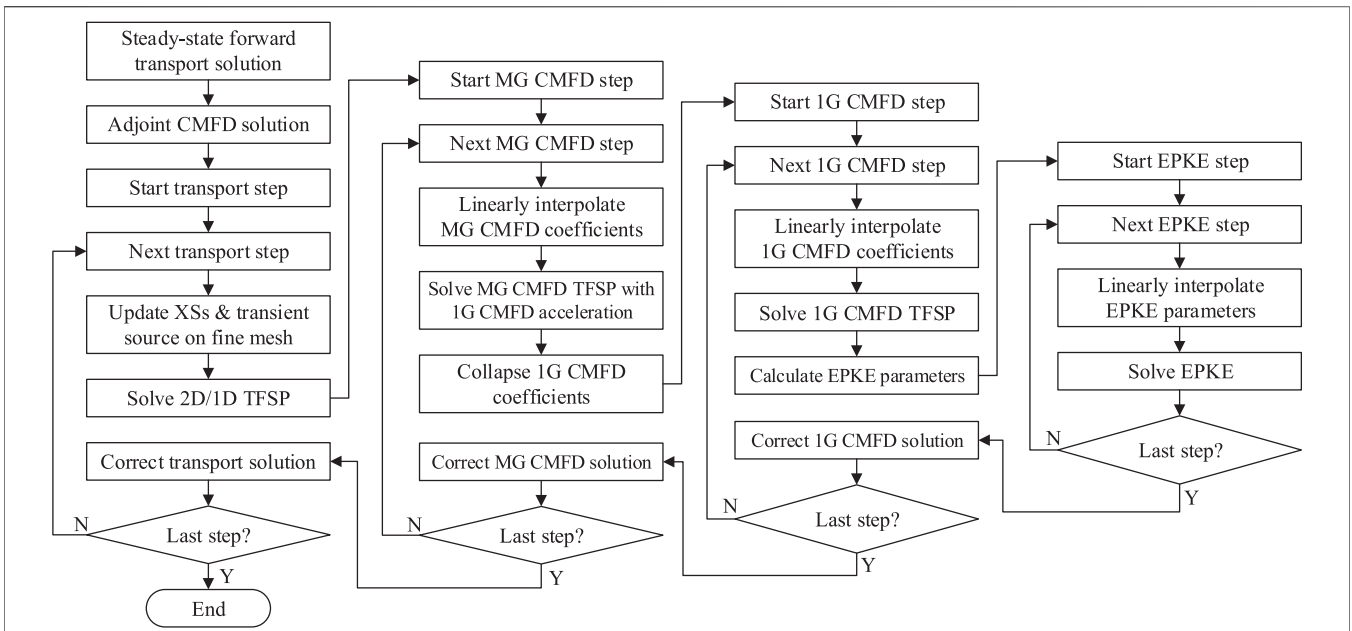 Steady-state forward
transport solution
Adjoint CMFD solution
Start transport step
Next transport step
Update XSs & transient
source on fine mesh
Solve 2D/1D TFSP
Correct transport solution
N
Last step?
Y
End
Start MG CMFD step
Next MG CMFD step
Linearly interpolate
MG CMFD coefficients
Solve MG CMFD TFSP with
1G CMFD acceleration
Collapse 1G CMFD
coefficients
Correct MG CMFD solution
N
Last step?
Y
Start 1G CMFD step
Next 1G CMFD step
Linearly interpolate
1G CMFD coefficients
Solve 1G CMFD TFSP
Calculate EPKE parameters
Correct 1G CMFD solution
N
Last step?
Y
Start EPKE step
Next EPKE step
Linearly interpolate
EPKE parameters
Solve EPKE
N
Last step?
Y